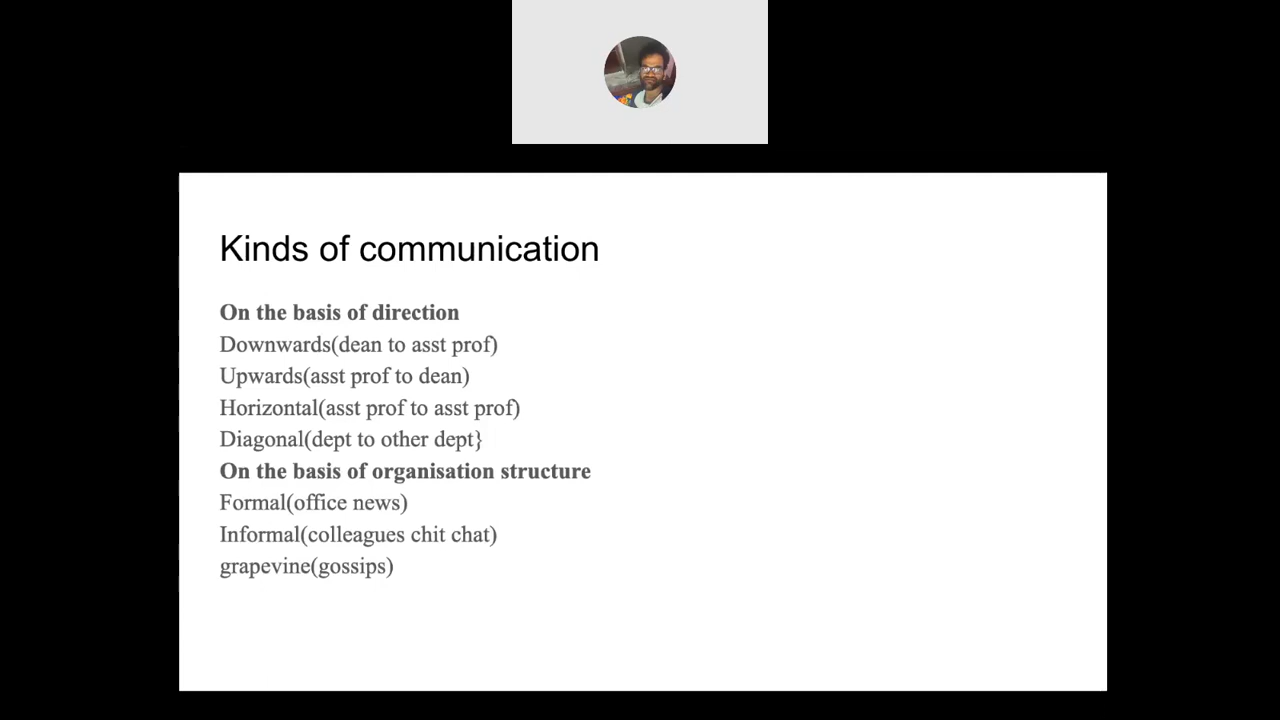 Kinds of communication
On the basis of direction
Downwards(dean to asst prof)
Upwards(asst prof to dean)
Horizontal(asst prof to asst prof)
Diagonal(dept to other dept}
On the basis of organisation structure
Formal(office news)
Informal(colleagues chit chat)
grapevine(gossips)